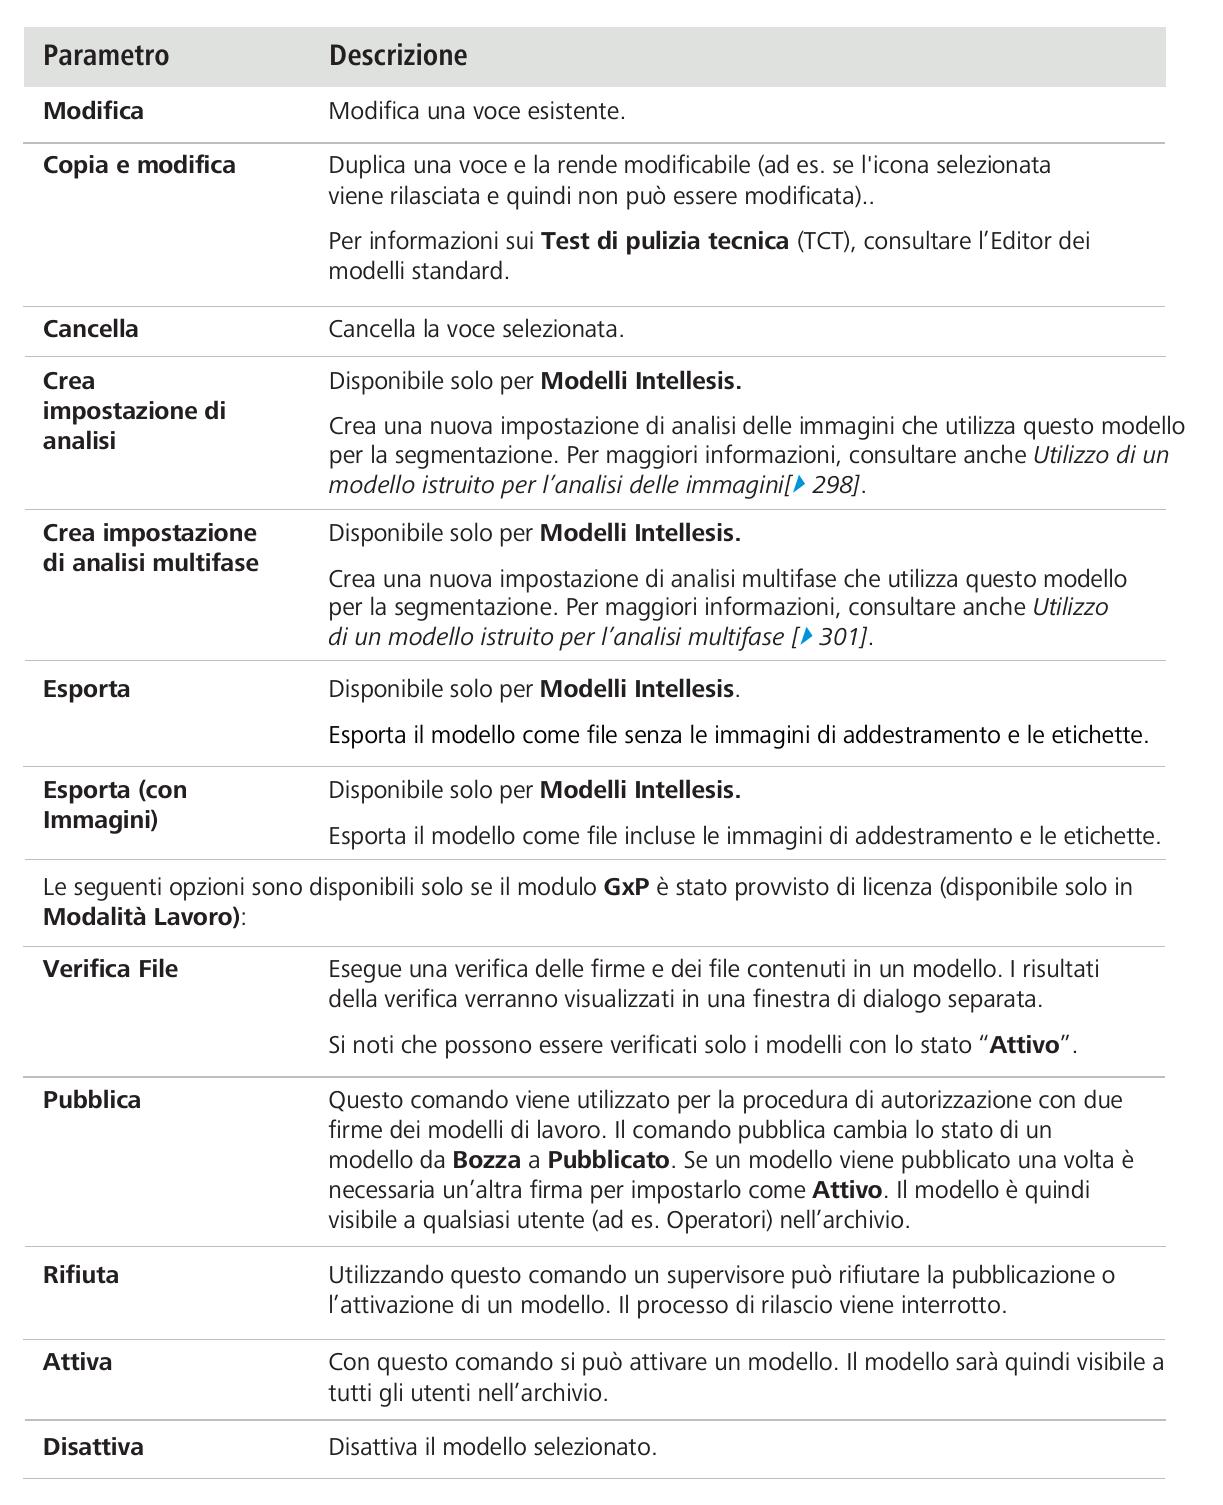 Parametro Descrizione
Modifica Modifica una voce esistente.
Copia e modifica Duplica una voce e la rende modificabile (ad es. se l'icona selezionata
viene rilasciata e quindi non può essere modificata)..
Per informazioni sui Test di pulizia tecnica (TCT), consultare l’Editor dei
modelli standard.
Cancella Cancella la voce selezionata.
Crea
impostazione di
analisi
Disponibile solo per Modelli Intellesis.
Crea una nuova impostazione di analisi delle immagini che utilizza questo modello
per la segmentazione. Per maggiori informazioni, consultare anche Utilizzo di un
modello istruito per l’analisi delle immagini[ 298].
Crea impostazione
di analisi multifase
Disponibile solo per Modelli Intellesis.
Crea una nuova impostazione di analisi multifase che utilizza questo modello
per la segmentazione. Per maggiori informazioni, consultare anche Utilizzo
di un modello istruito per l’analisi multifase [ 301].
Esporta Disponibile solo per Modelli Intellesis.
Esporta il modello come file senza le immagini di addestramento e le etichette.
Esporta (con
Immagini)
Disponibile solo per Modelli Intellesis.
Esporta il modello come file incluse le immagini di addestramento e le etichette.
Le seguenti opzioni sono disponibili solo se il modulo GxP è stato provvisto di licenza (disponibile solo in
Modalità Lavoro):
Verifica File Esegue una verifica delle firme e dei file contenuti in un modello. I risultati
della verifica verranno visualizzati in una finestra di dialogo separata.
Si noti che possono essere verificati solo i modelli con lo stato “Attivo”.
Pubblica Questo comando viene utilizzato per la procedura di autorizzazione con due
firme dei modelli di lavoro. Il comando pubblica cambia lo stato di un
modello da Bozza a Pubblicato. Se un modello viene pubblicato una volta è
necessaria un’altra firma per impostarlo come Attivo. Il modello è quindi
visibile a qualsiasi utente (ad es. Operatori) nell’archivio.
Rifiuta Utilizzando questo comando un supervisore può rifiutare la pubblicazione o
l’attivazione di un modello. Il processo di rilascio viene interrotto.
Attiva Con questo comando si può attivare un modello. Il modello sarà quindi visibile a
tutti gli utenti nell’archivio.
Disattiva Disattiva il modello selezionato.